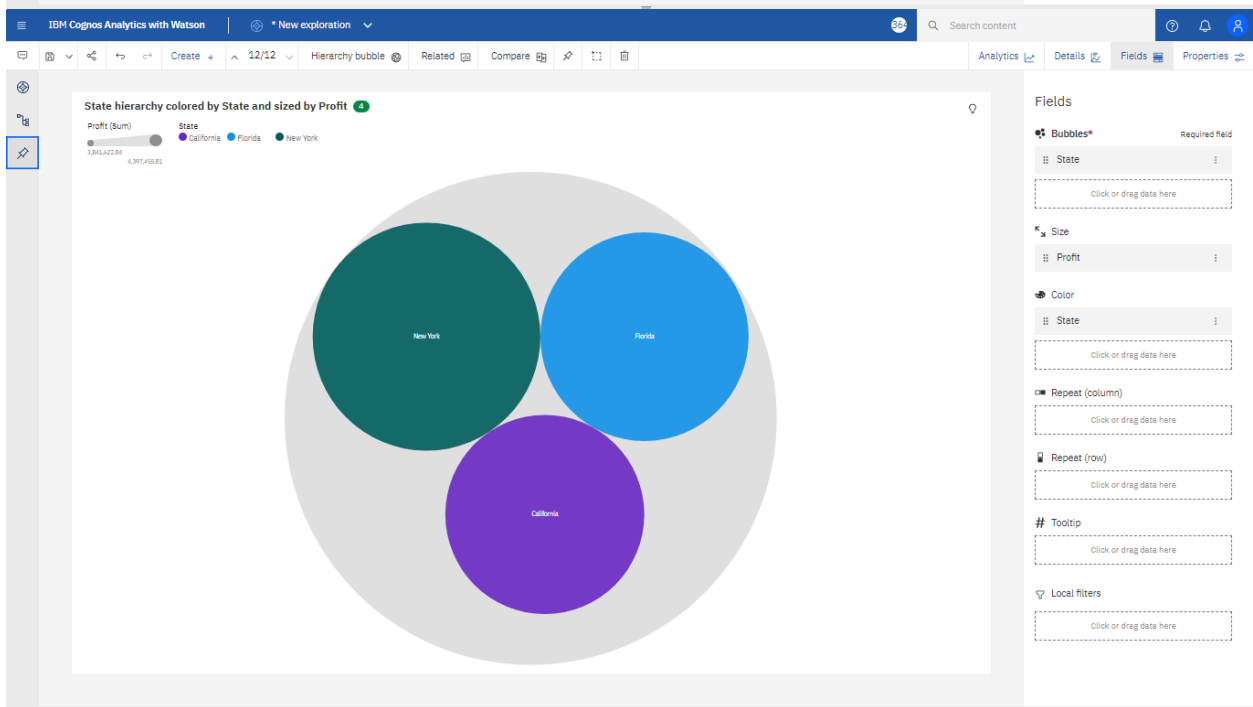 IBM Cognos Analytics with Watson
* New exploration
364
Search content
Create +
12/12
Hierarchy bubble
Related
Compare
Analytics
Details
Fields
Properties
State hierarchy colored by State and sized by Profit 4
Profit (Sum)
3,841,622.84
4,397,455.81
State
California
Florida
New York
New York
Florida
California
Fields
Bubbles*
Required field
State
Click or drag data here
Size
Profit
Color
State
Click or drag data here
Repeat (column)
Click or drag data here
Repeat (row)
Click or drag data here
Tooltip
Click or drag data here
Local filters
Click or drag data here